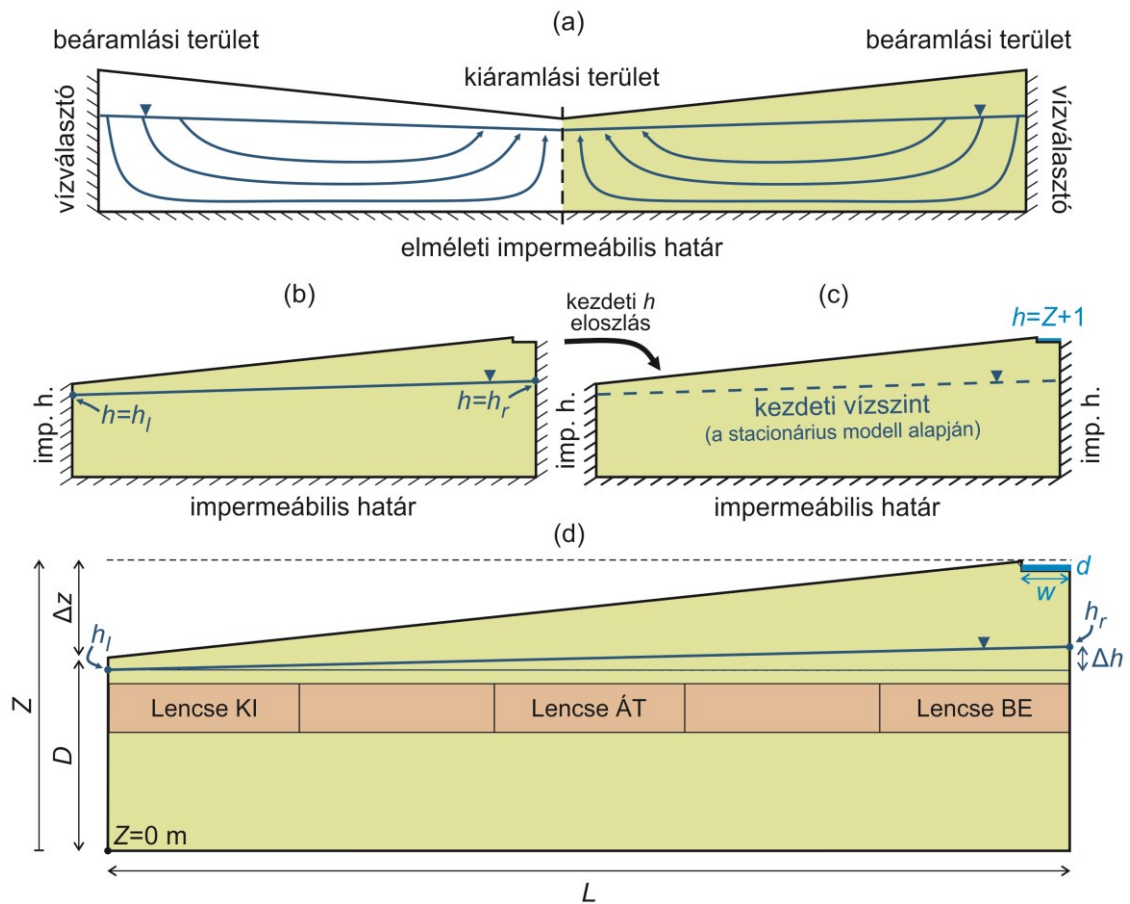 (a)
beáramlási terület
beáramlási terület
kiáramlási terület
vízválasztó
vízválasztó
elméleti impermeábilis határ
(b)
(c)
kezdeti h
eloszlás
h=Z+1
imp. h.
h=hl
h=hr
imp. h.
kezdeti vízszint
(a stacionárius modell alapján)
imp. h.
impermeábilis határ
impermeábilis határ
(d)
Δz
d
w
hl
hr
Δh
Z
Lencse KI
Lencse ÁT
Lencse BE
D
Z=0 m
L